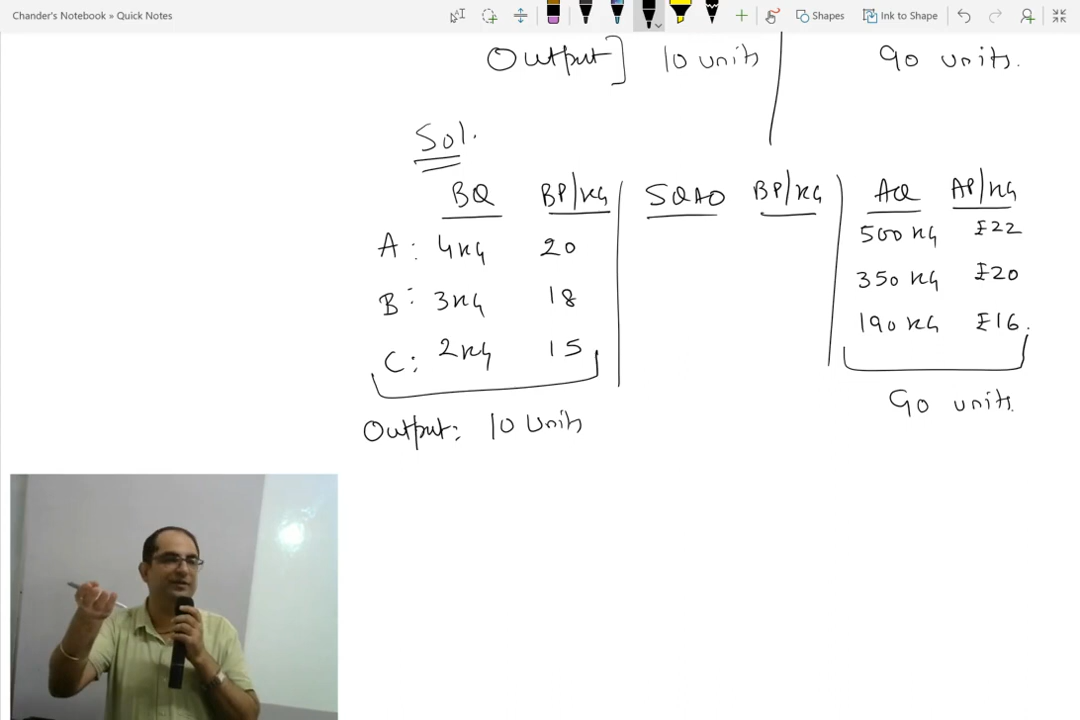 Chander's Notebook » Quick Notes
Shapes
Ink to Shape
Output] 10 units 90 units.
Sol.
BQ BP/KG SQAO BP/KG AQ AP/KG
A: 4KG 20 500 KG £22
B: 3KG 18 350 KG £20
C: 2KG 15 190 KG £16.
Output: 10 Units 90 units.